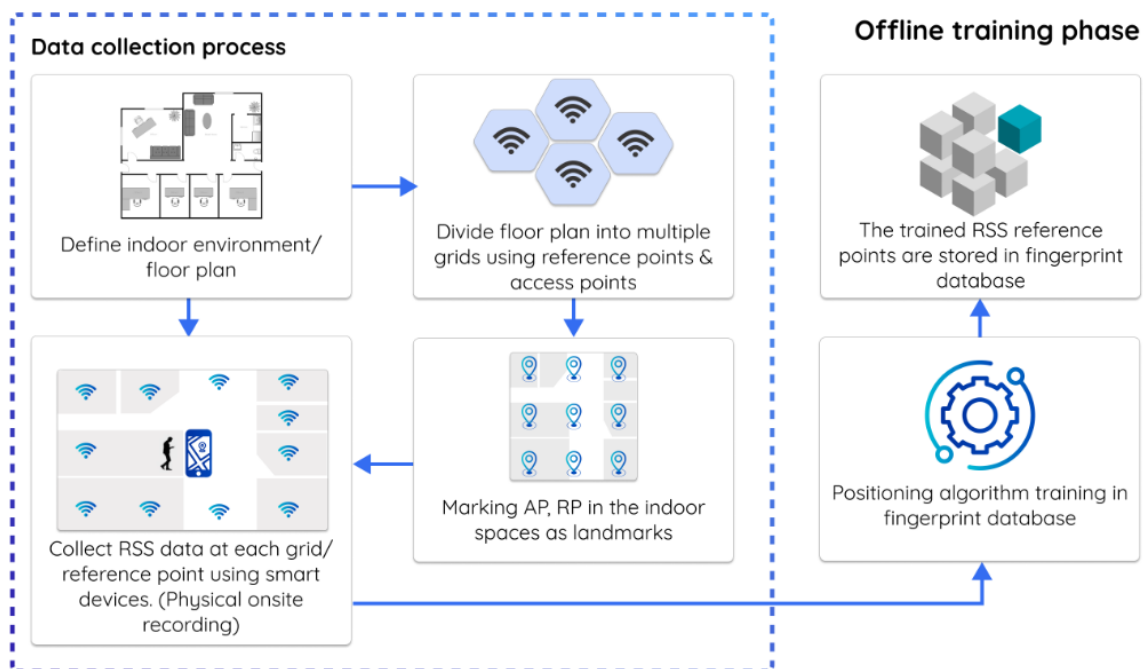 Data collection process
Offline training phase
Define indoor environment/
floor plan
Divide floor plan into multiple
grids using reference points &
access points
The trained RSS reference
points are stored in fingerprint
database
Collect RSS data at each grid/
reference point using smart
devices. (Physical onsite
recording)
Marking AP, RP in the indoor
spaces as landmarks
Positioning algorithm training in
fingerprint database